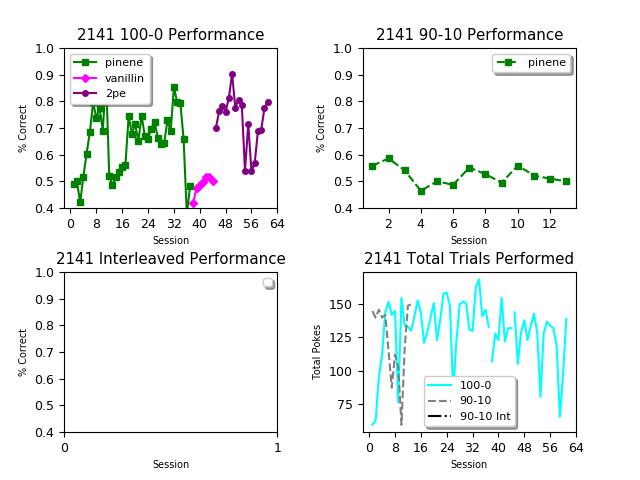 2141 100-0 Performance
% Correct
1.0
0.9
0.8
0.7
0.6
0.5
0.4
pinene
vanillin
2pe
0 8 16 24 32 40 48 56 64
Session
2141 90-10 Performance
% Correct
1.0
0.9
0.8
0.7
0.6
0.5
0.4
pinene
2 4 6 8 10 12
Session
2141 Interleaved Performance
% Correct
1.0
0.9
0.8
0.7
0.6
0.5
0.4
0 1
Session
2141 Total Trials Performed
Total Pokes
150
125
100
75
100-0
90-10
90-10 Int
0 8 16 24 32 40 48 56 64
Session